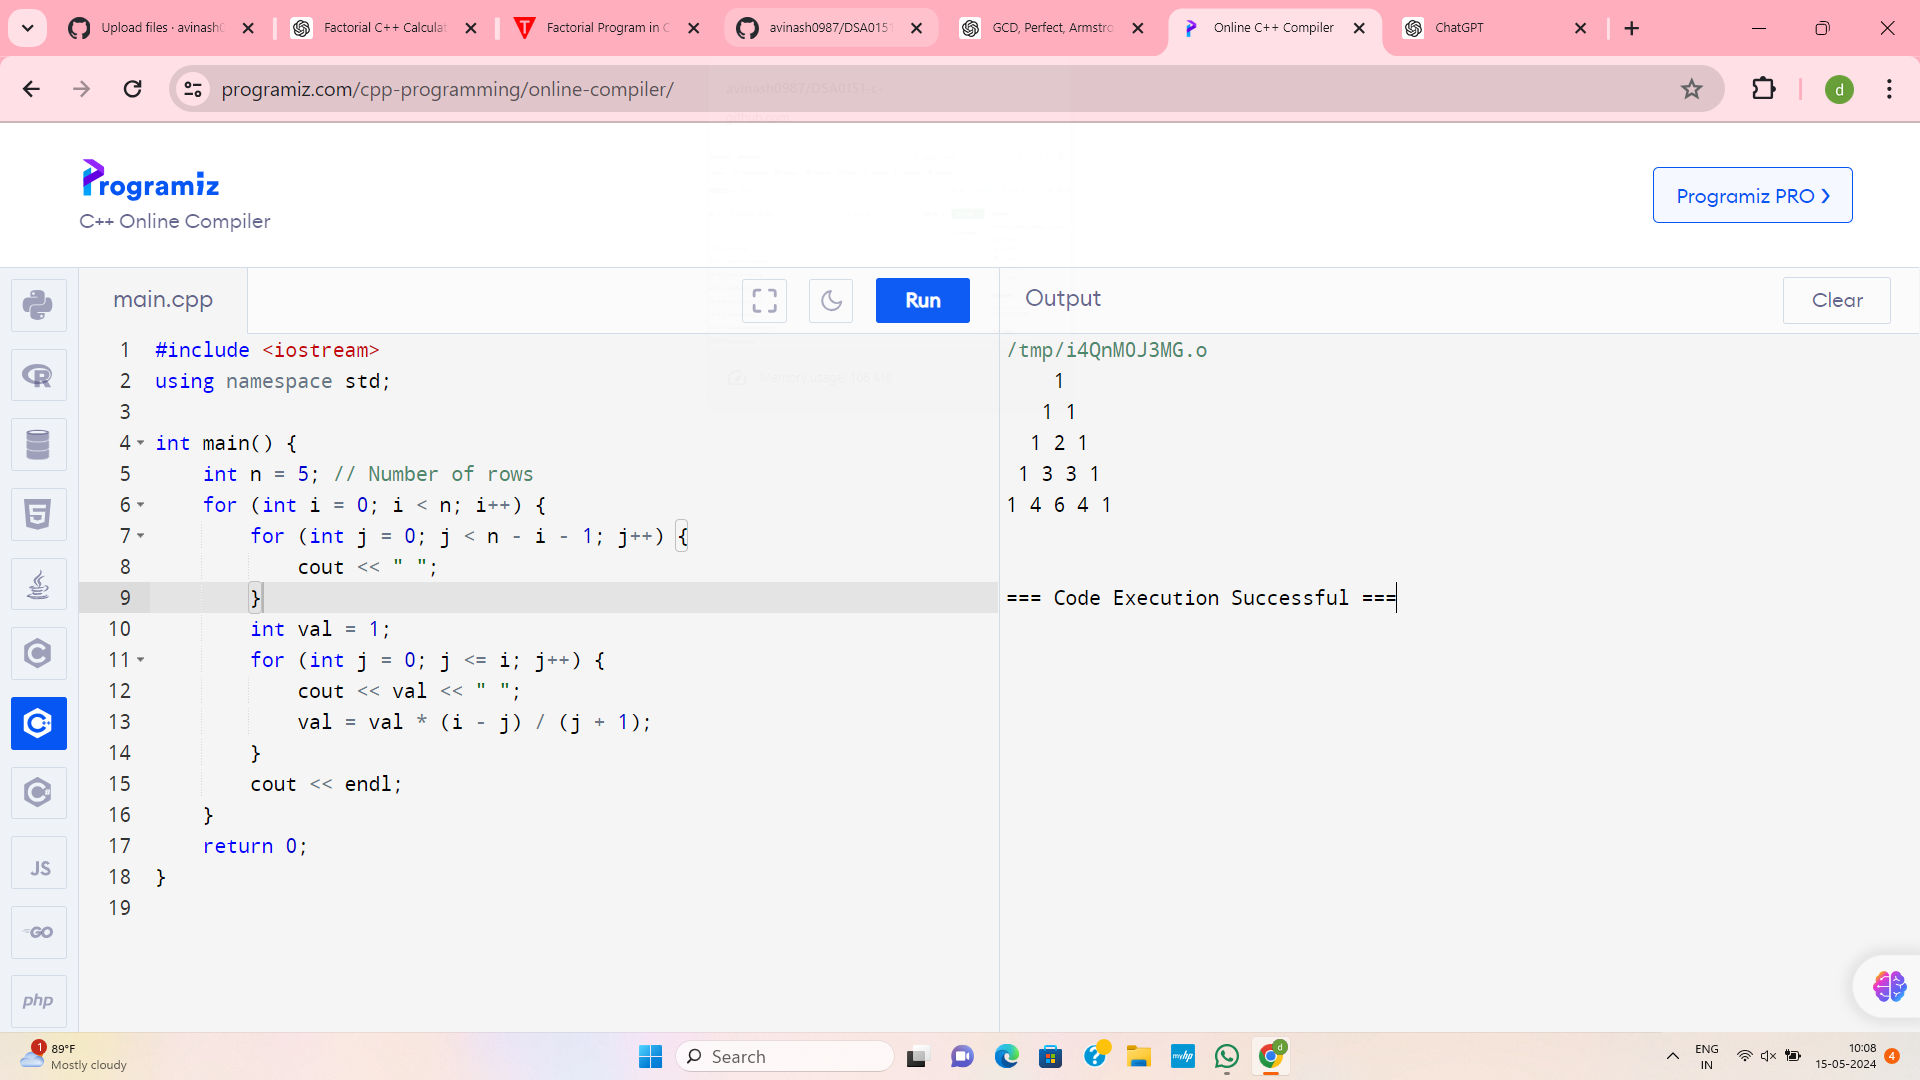 Upload files · avinash0
Factorial C++ Calculat
Factorial Program in C
avinash0987/DSA0151
GCD, Perfect, Armstro
Online C++ Compiler
ChatGPT
programiz.com/cpp-programming/online-compiler/
d
Programiz
C++ Online Compiler
Programiz PRO ❯
main.cpp
Run
Output
Clear
1 #include <iostream>
2 using namespace std;
3
4 int main() {
5 int n = 5; // Number of rows
6 for (int i = 0; i < n; i++) {
7 for (int j = 0; j < n - i - 1; j++) {
8 cout << " ";
9 }
10 int val = 1;
11 for (int j = 0; j <= i; j++) {
12 cout << val << " ";
13 val = val * (i - j) / (j + 1);
14 }
15 cout << endl;
16 }
17 return 0;
18 }
19
/tmp/i4QnMOJ3MG.o
1
1 1
1 2 1
1 3 3 1
1 4 6 4 1
=== Code Execution Successful ===
JS
GO
php
1
89°F
Mostly cloudy
Search
myhp
d
ENG
IN
10:08
15-05-2024
4